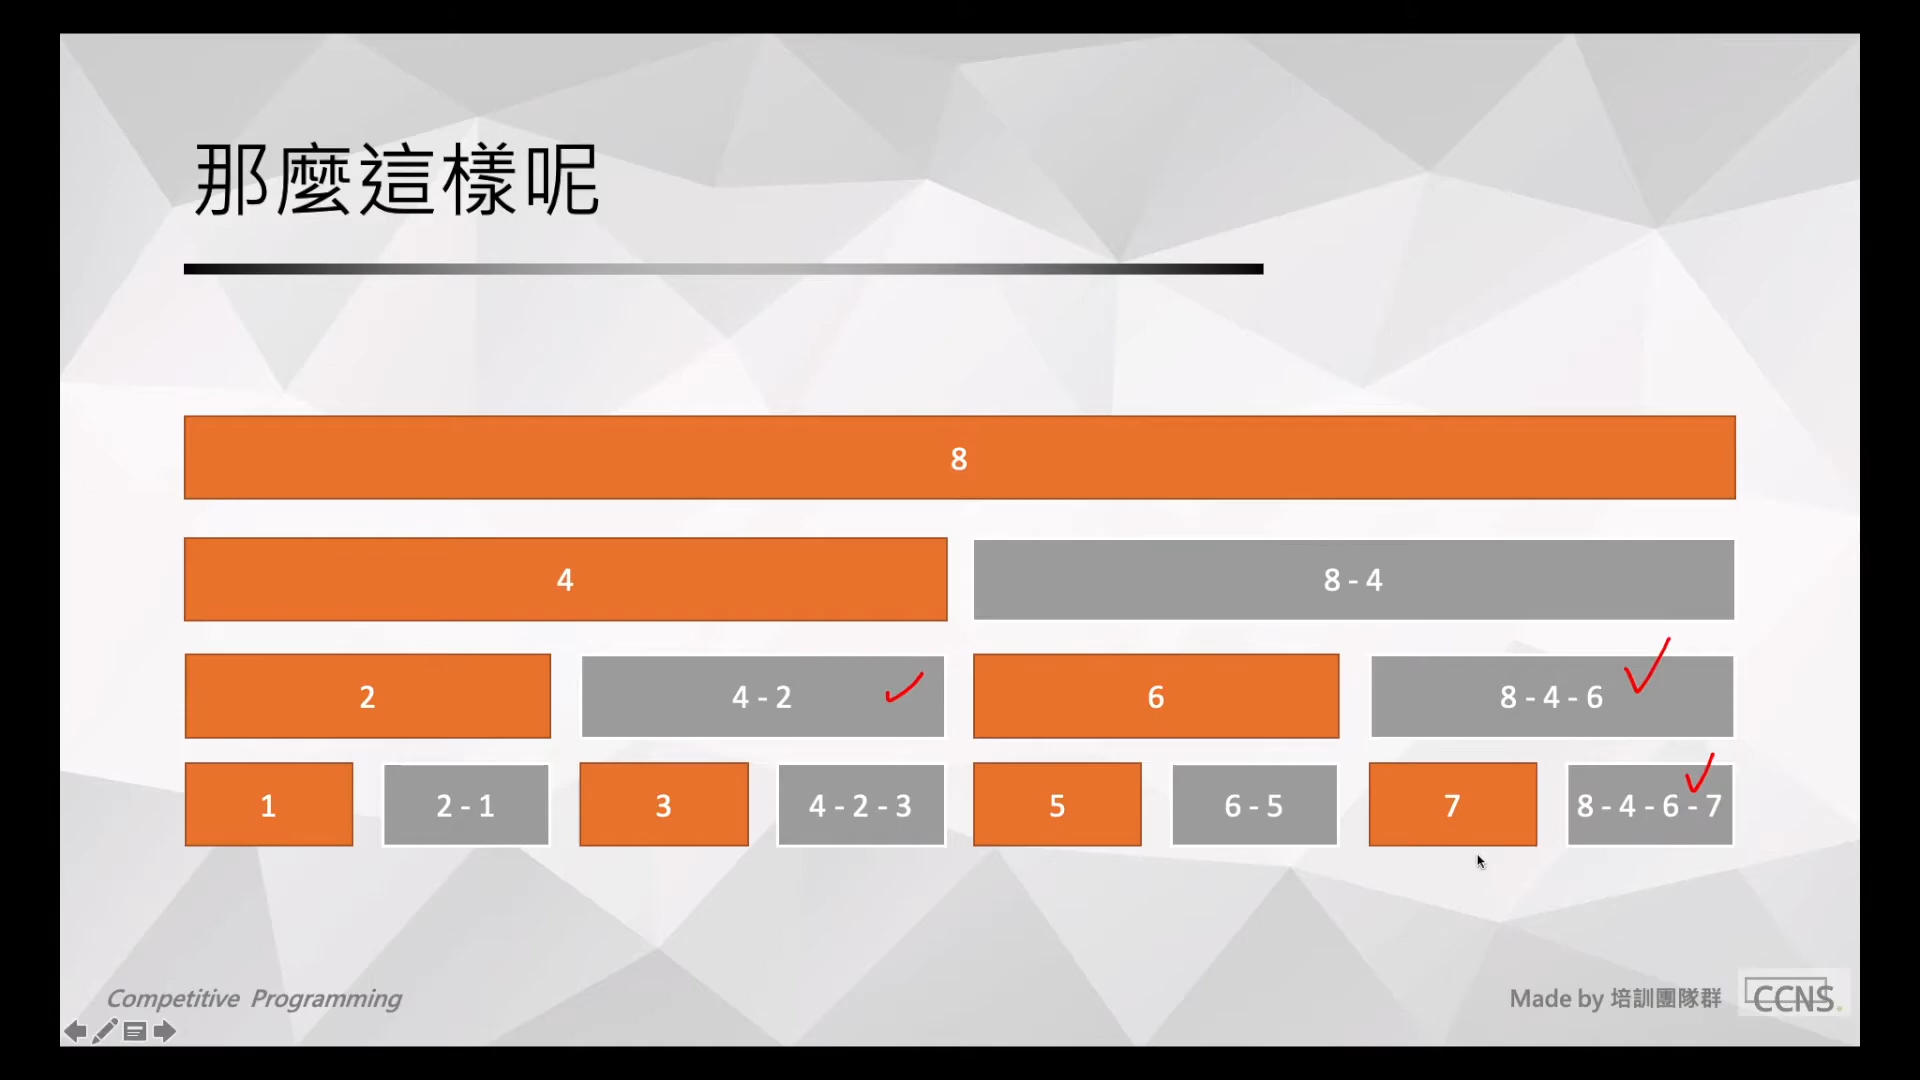 那麼這樣呢
8
4
8 - 4
2
4 - 2
6
8 - 4 - 6
1
2 - 1
3
4 - 2 - 3
5
6 - 5
7
8 - 4 - 6 - 7
Competitive Programming
Made by 培訓團隊群
CCNS.